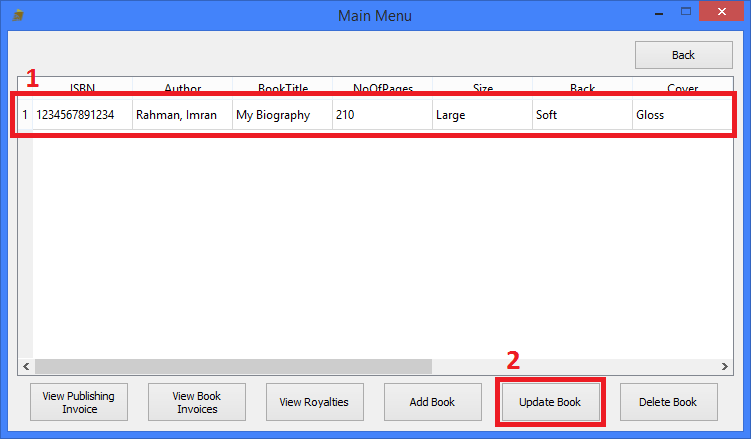 Main Menu
Back
1
ISBN Author BookTitle NoOfPages Size Back Cover
1 1234567891234 Rahman, Imran My Biography 210 Large Soft Gloss
2
View Publishing Invoice
View Book Invoices
View Royalties
Add Book
Update Book
Delete Book